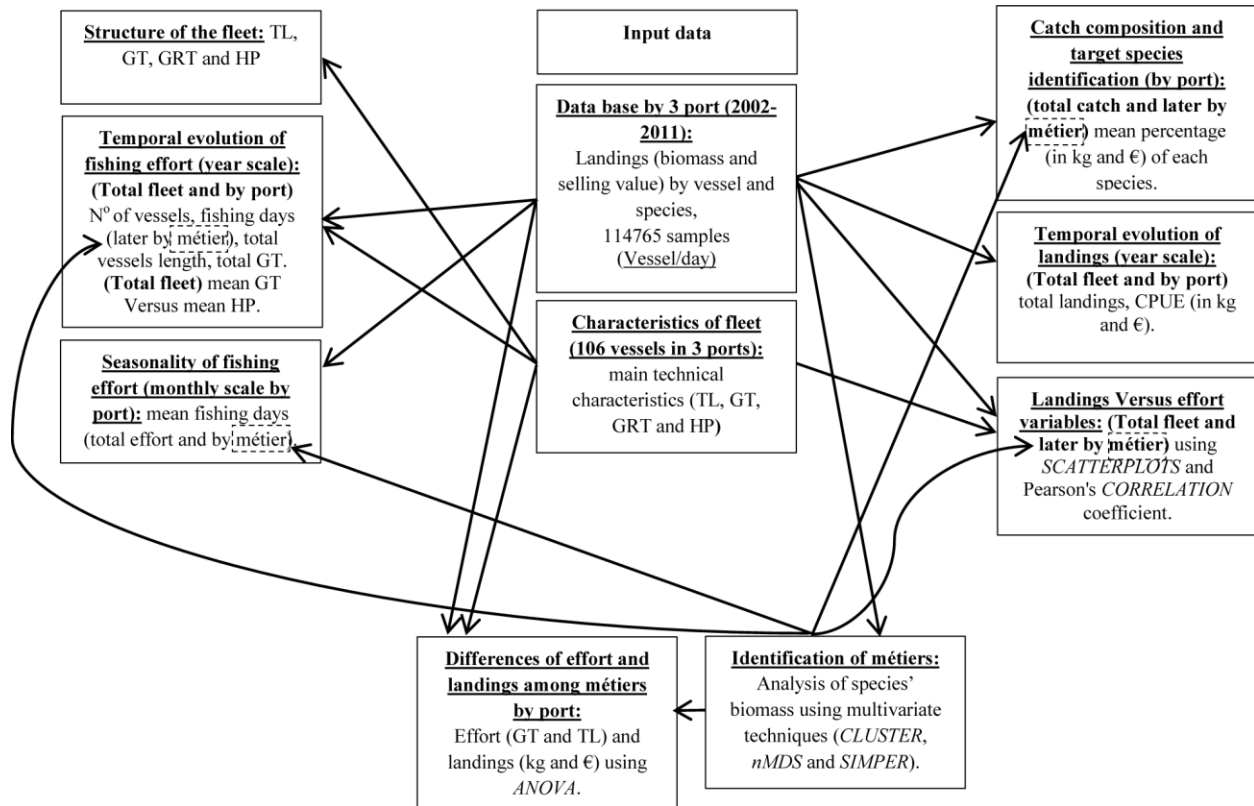 Structure of the fleet: TL,
GT, GRT and HP
Temporal evolution of
fishing effort (year scale):
(Total fleet and by port)
Nº of vessels, fishing days
(later by métier), total
vessels length, total GT.
(Total fleet) mean GT
Versus mean HP.
Seasonality of fishing
effort (monthly scale by
port): mean fishing days
(total effort and by métier).
Input data
Data base by 3 port (2002-
2011):
Landings (biomass and
selling value) by vessel and
species,
114765 samples
(Vessel/day)
Characteristics of fleet
(106 vessels in 3 ports):
main technical
characteristics (TL, GT,
GRT and HP)
Catch composition and
target species
identification (by port):
(total catch and later by
métier) mean percentage
(in kg and €) of each
species.
Temporal evolution of
landings (year scale):
(Total fleet and by port)
total landings, CPUE (in kg
and €).
Landings Versus effort
variables: (Total fleet and
later by métier) using
SCATTERPLOTS and
Pearson's CORRELATION
coefficient.
Differences of effort and
landings among métiers
by port:
Effort (GT and TL) and
landings (kg and €) using
ANOVA.
Identification of métiers:
Analysis of species’
biomass using multivariate
techniques (CLUSTER,
nMDS and SIMPER).